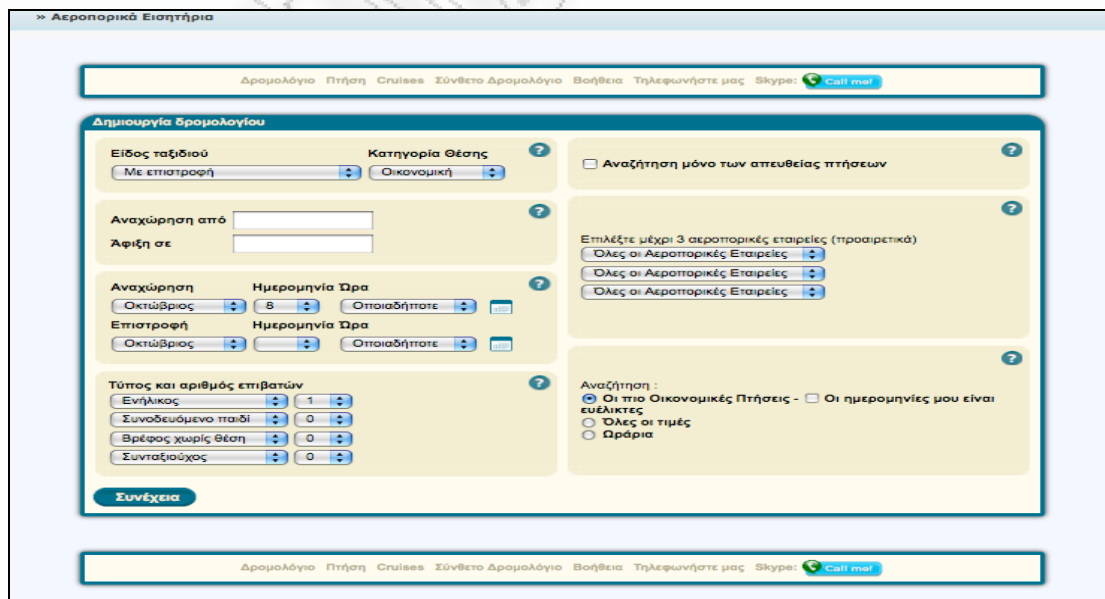 » Αεροπορικά Εισητήρια
Δρομολόγιο Πτήση Cruises Σύνθετο Δρομολόγιο Βοήθεια Τηλεφωνήστε μας Skype: Call me!
Δημιουργία δρομολογίου
Είδος ταξιδιού Κατηγορία Θέσης ?
Με επιστροφή Οικονομική
Αναχώρηση από ?
Άφιξη σε
Αναχώρηση Ημερομηνία Ώρα ?
Οκτώβριος 8 Οποιαδήποτε
Επιστροφή Ημερομηνία Ώρα
Οκτώβριος Οποιαδήποτε
Τύπος και αριθμός επιβατών ?
Ενήλικος 1
Συνοδευόμενο παιδί 0
Βρέφος χωρίς θέση 0
Συνταξιούχος 0
Συνέχεια
Αναζήτηση μόνο των απευθείας πτήσεων ?
?
Επιλέξτε μέχρι 3 αεροπορικές εταιρείες (προαιρετικά)
Όλες οι Αεροπορικές Εταιρείες
Όλες οι Αεροπορικές Εταιρείες
Όλες οι Αεροπορικές Εταιρείες
?
Αναζήτηση :
Οι πιο Οικονομικές Πτήσεις - Οι ημερομηνίες μου είναι
ευέλικτες
Όλες οι τιμές
Ωράρια
Δρομολόγιο Πτήση Cruises Σύνθετο Δρομολόγιο Βοήθεια Τηλεφωνήστε μας Skype: Call me!